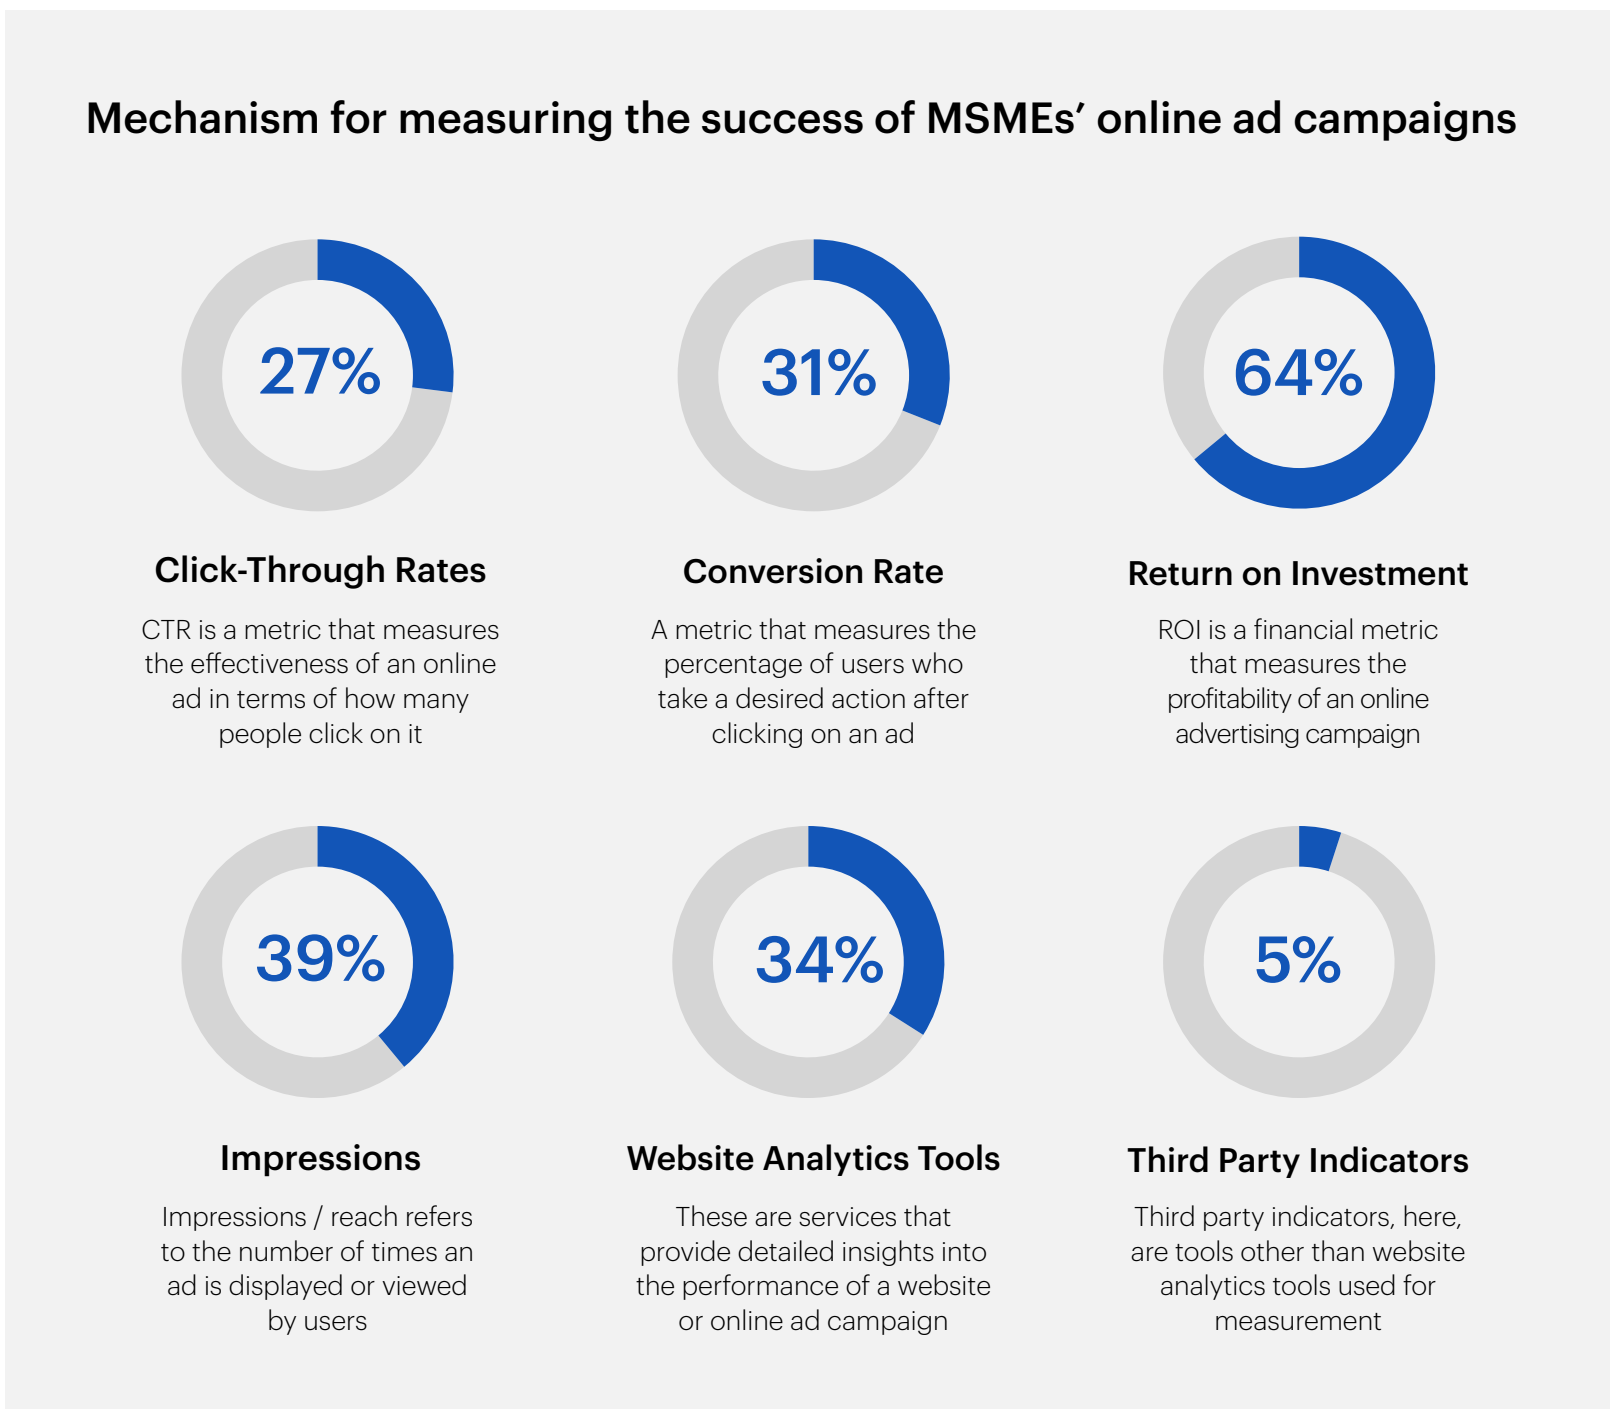 Mechanism for measuring the success of MSMEs’ online ad campaigns
27%
Click-Through Rates
CTR is a metric that measures
the effectiveness of an online
ad in terms of how many
people click on it
31%
Conversion Rate
A metric that measures the
percentage of users who
take a desired action after
clicking on an ad
64%
Return on Investment
ROI is a financial metric
that measures the
profitability of an online
advertising campaign
39%
Impressions
Impressions / reach refers
to the number of times an
ad is displayed or viewed
by users
34%
Website Analytics Tools
These are services that
provide detailed insights into
the performance of a website
or online ad campaign
5%
Third Party Indicators
Third party indicators, here,
are tools other than website
analytics tools used for
measurement